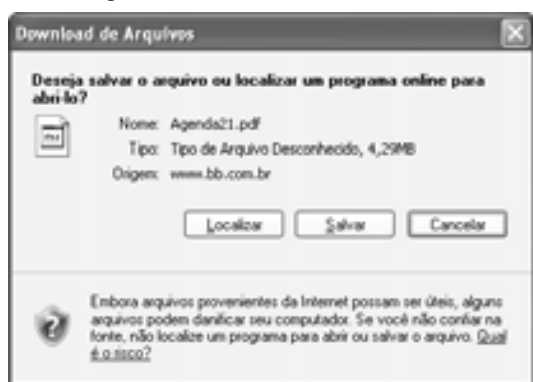 Download de Arquivos
Deseja salvar o arquivo ou localizar um programa online para
abri-lo?
Nome: Agenda21.pdf
Tipo: Tipo de Arquivo Desconhecido, 4,29MB
Origem: www.bb.com.br
Localizar Salvar Cancelar
Embora arquivos provenientes da Internet possam ser úteis, alguns
arquivos podem danificar seu computador. Se você não confiar na
fonte, não localize um programa para abrir ou salvar o arquivo. Qual
é o risco?